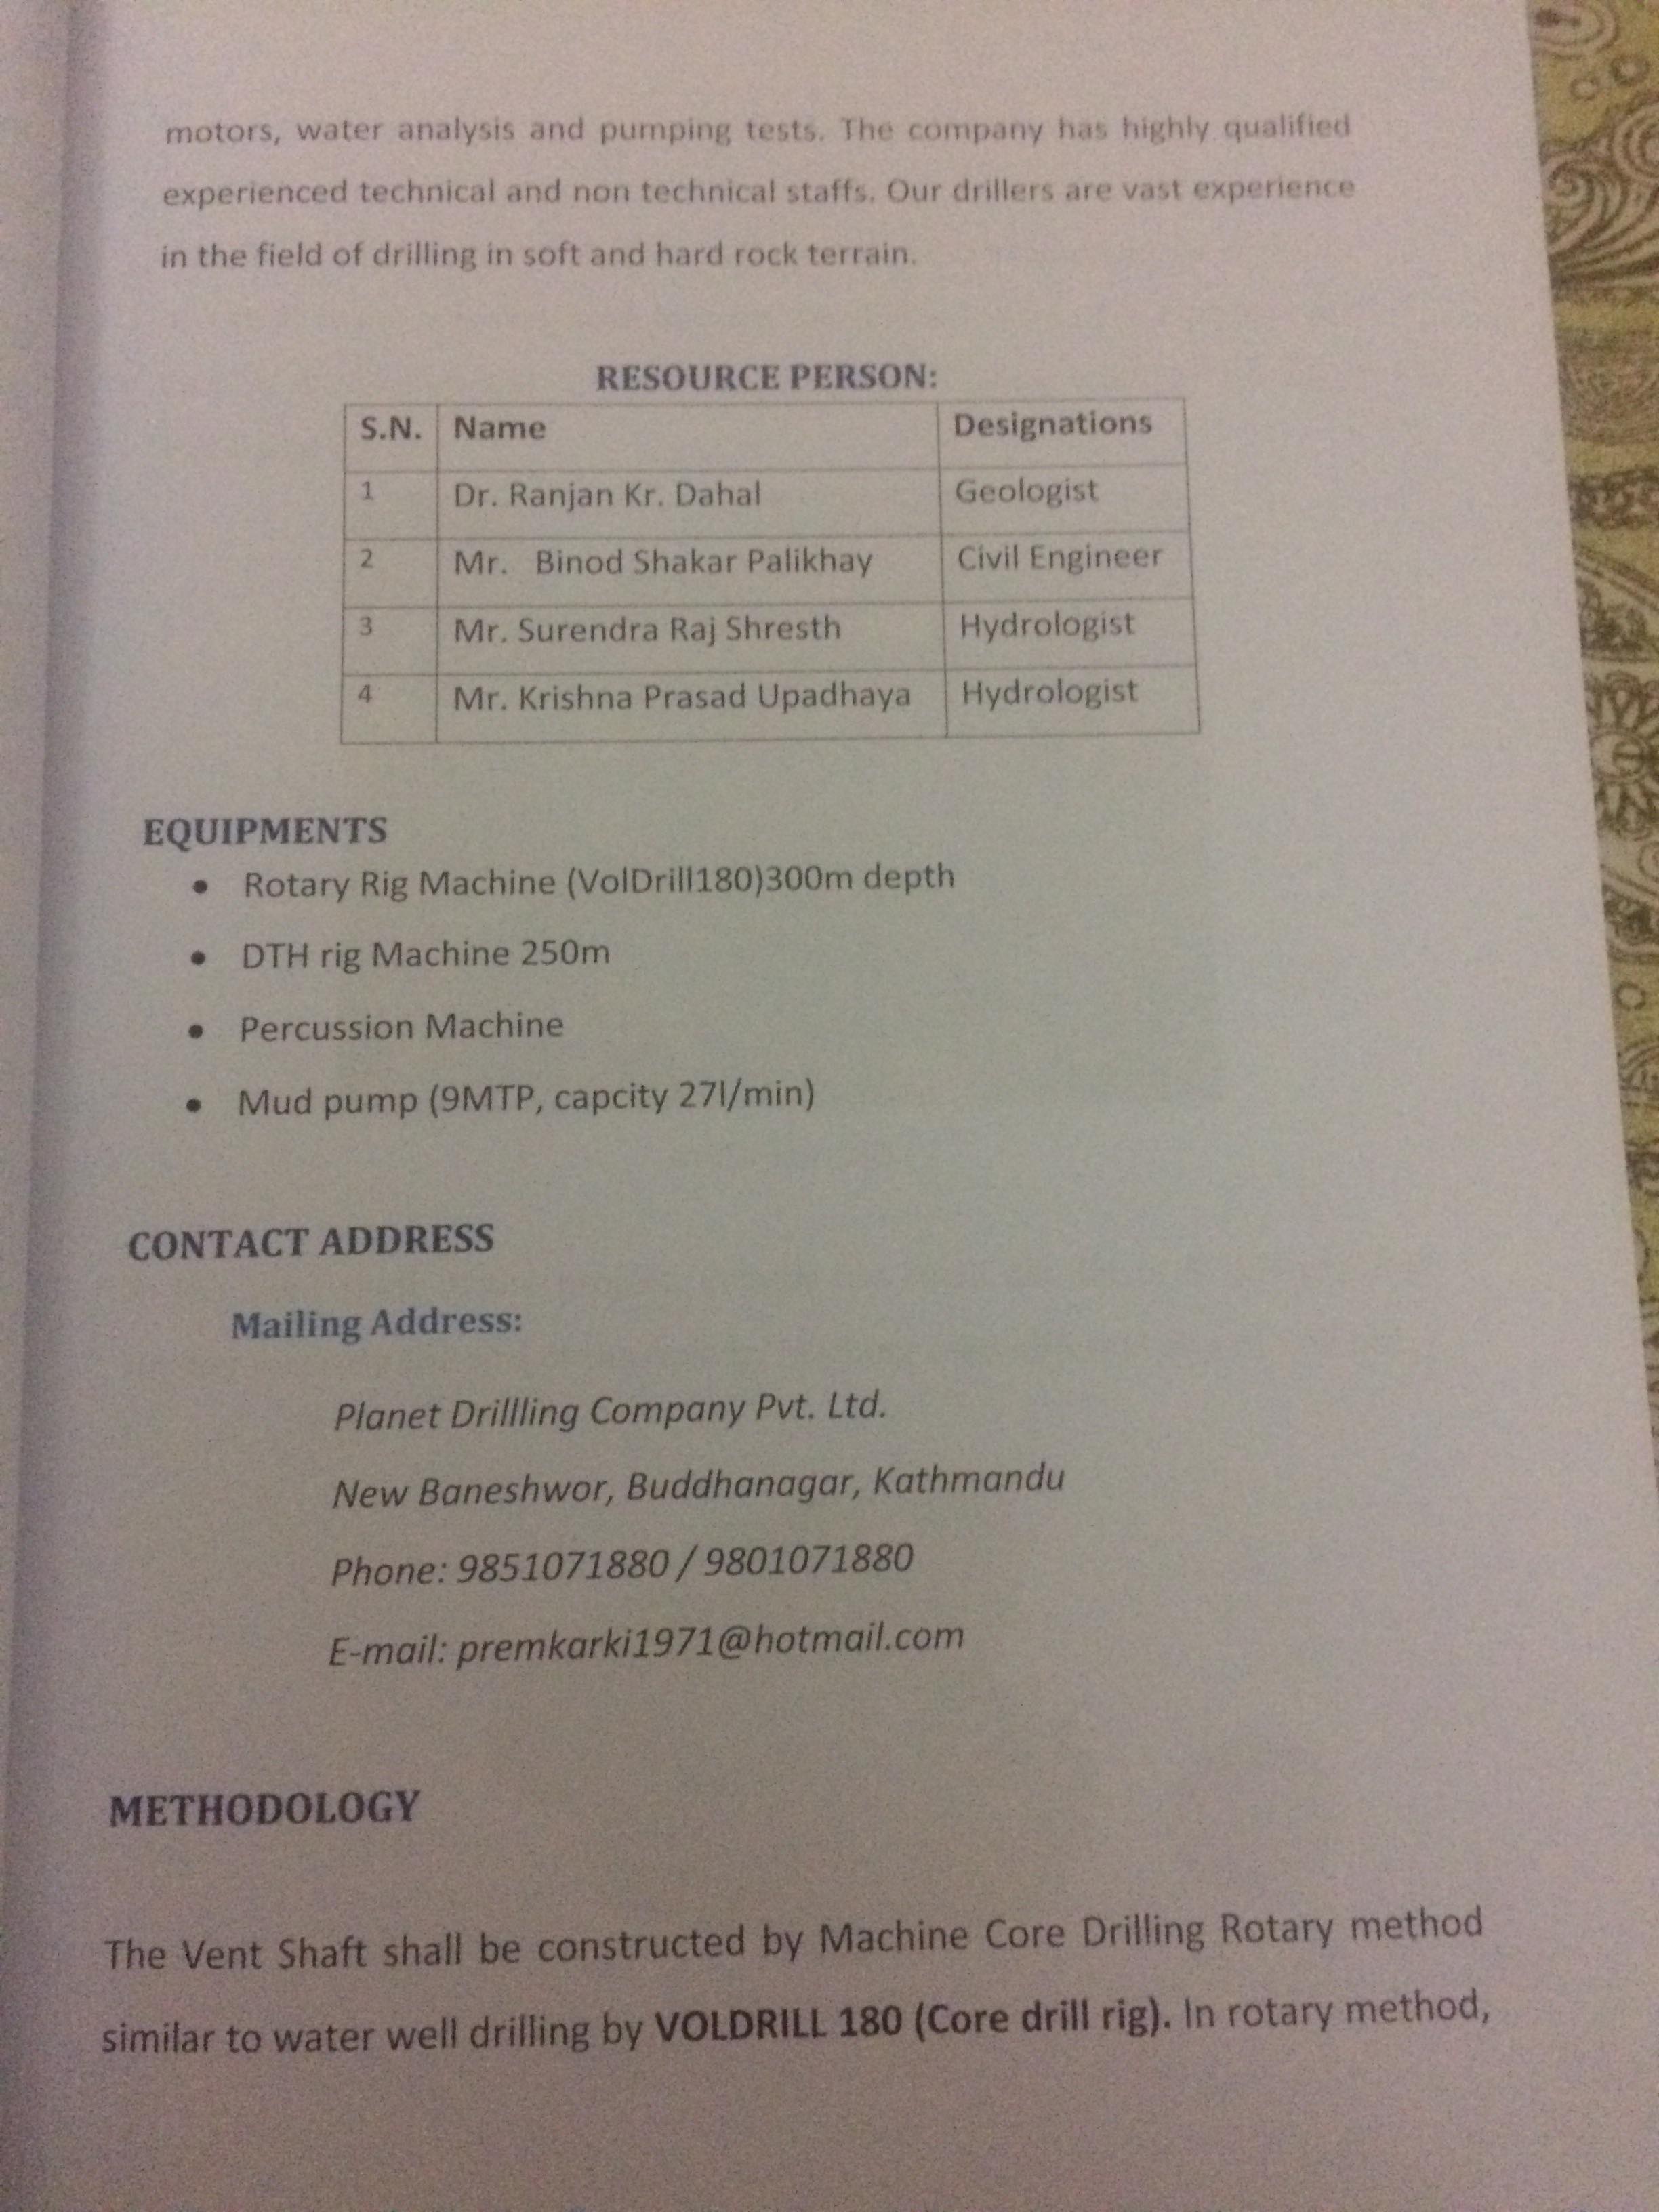 motors, water analysis and pumping tests. The company has highly qualified
experienced technical and non technical staffs. Our drillers are vast experience
in the field of drilling in soft and hard rock terrain.
RESOURCE PERSON:
S.N. Name Designations
1 Dr. Ranjan Kr. Dahal Geologist
2 Mr. Binod Shakar Palikhay Civil Engineer
3 Mr. Surendra Raj Shresth Hydrologist
4 Mr. Krishna Prasad Upadhaya Hydrologist
EQUIPMENTS
• Rotary Rig Machine (VolDrill180)300m depth
• DTH rig Machine 250m
• Percussion Machine
• Mud pump (9MTP, capcity 27l/min)
CONTACT ADDRESS
Mailing Address:
Planet Drillling Company Pvt. Ltd.
New Baneshwor, Buddhanagar, Kathmandu
Phone: 9851071880 / 9801071880
E-mail: premkarki1971@hotmail.com
METHODOLOGY
The Vent Shaft shall be constructed by Machine Core Drilling Rotary method
similar to water well drilling by VOLDRILL 180 (Core drill rig). In rotary method,